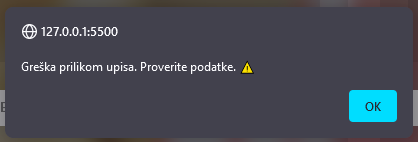 127.0.0.1:5500
Greška prilikom upisa. Proverite podatke. ⚠️
OK